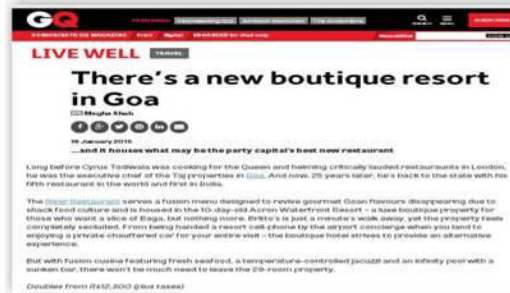 GQ
LIVE WELL TRAVEL
There's a new boutique resort
in Goa
Megha Shah
19 January 2015
...and it houses what may be the party capital's best new restaurant
Long before Cyrus Todiwala was cooking for the Queen and helming critically lauded restaurants in London,
he was the executive chef of the Taj properties in Goa. And now, 25 years later, he's back to the state with his
fifth restaurant in the world and first in India.
The River Restaurant serves a fusion menu designed to revive gourmet Goan flavours disappearing due to
shack food culture and is housed in the 10-day-old Acron Waterfront Resort – a luxe boutique property for
those who want a slice of Baga, but nothing more. Britto's is just a minute's walk away, yet the property feels
completely secluded. From being handed a resort cell-phone by the airport concierge when you land to
enjoying a private chauffered car for your entire visit – the boutique hotel strives to provide an alternative
experience.
But with fusion cuisine featuring fresh seafood, a temperature-controlled jacuzzi and an infinity pool with a
sunken bar, there won't be much need to leave the 29-room property.
Doubles from Rs12,300 (plus taxes)